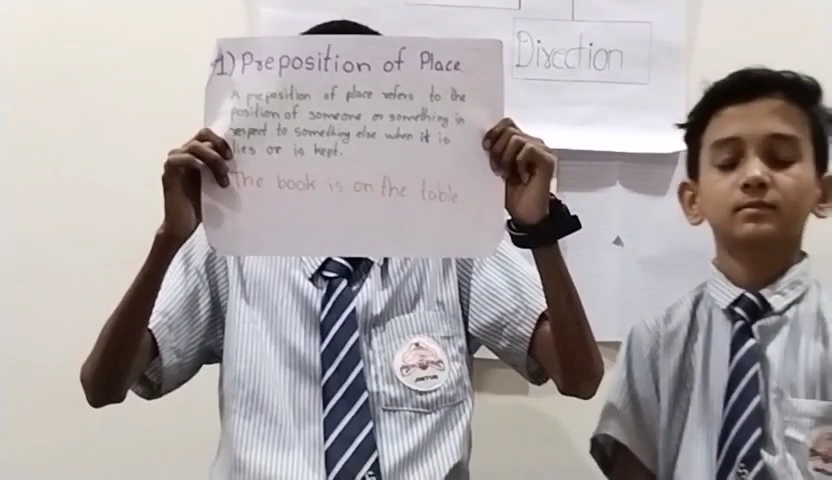 Direction
1) Preposition of Place
A preposition of place refers to the
position of someone or something in
respect to something else when it is
lies or is kept.
The book is on the table